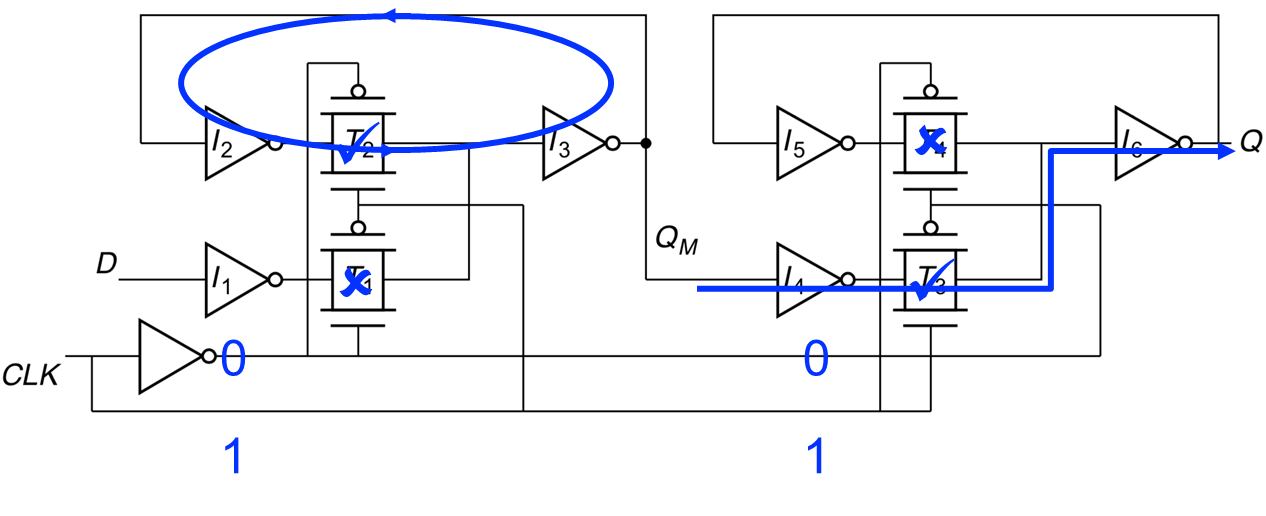 I2 T2 I3 I5 T4 I6 Q
QM
D I1 T1 I4 T3
CLK 0 0
1 1